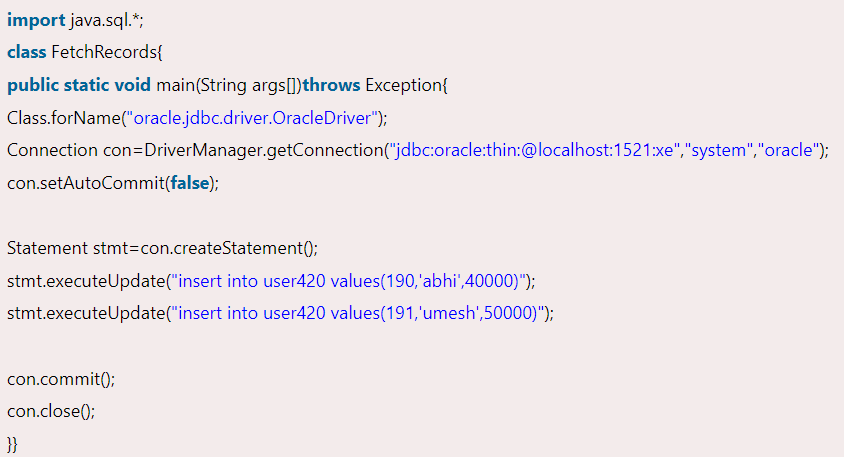 import java.sql.*;
class FetchRecords{
public static void main(String args[])throws Exception{
Class.forName("oracle.jdbc.driver.OracleDriver");
Connection con=DriverManager.getConnection("jdbc:oracle:thin:@localhost:1521:xe","system","oracle");
con.setAutoCommit(false);
Statement stmt=con.createStatement();
stmt.executeUpdate("insert into user420 values(190,'abhi',40000)");
stmt.executeUpdate("insert into user420 values(191,'umesh',50000)");
con.commit();
con.close();
}}